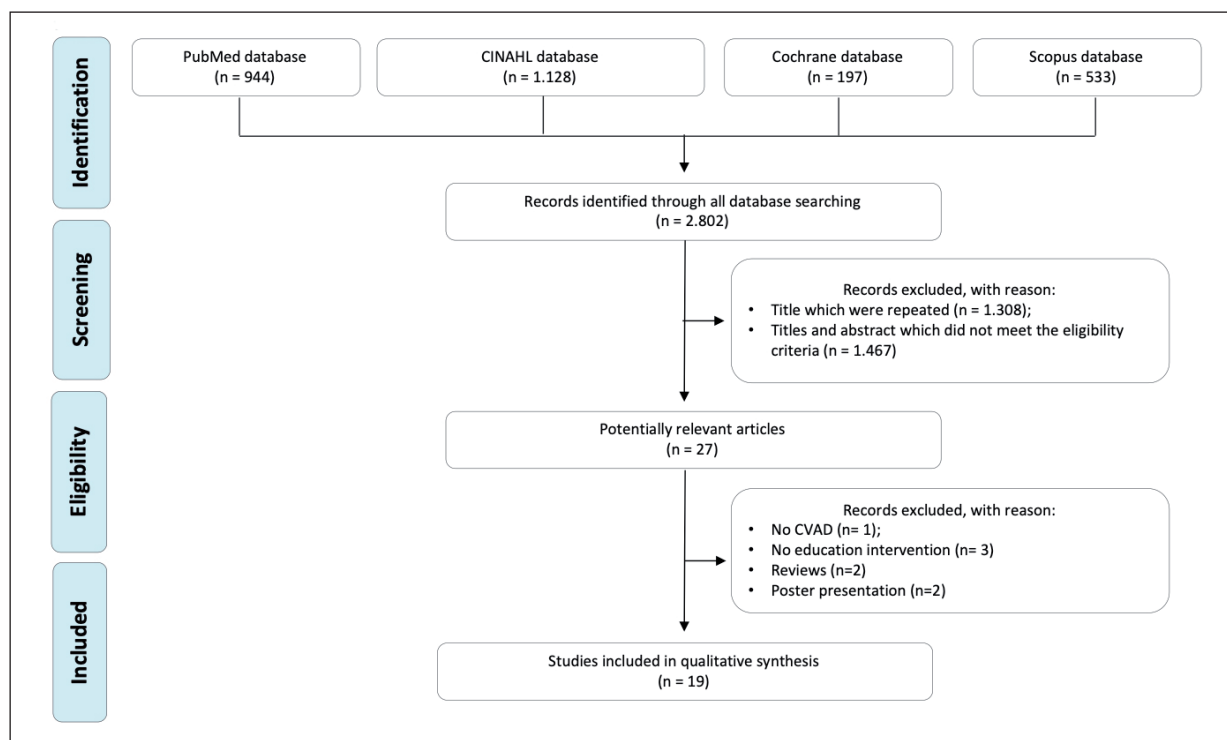 Identification
PubMed database
(n = 944)
CINAHL database
(n = 1.128)
Cochrane database
(n = 197)
Scopus database
(n = 533)
Records identified through all database searching
(n = 2.802)
Screening
Records excluded, with reason:
• Title which were repeated (n = 1.308);
• Titles and abstract which did not meet the eligibility
criteria (n = 1.467)
Eligibility
Potentially relevant articles
(n = 27)
Records excluded, with reason:
• No CVAD (n= 1);
• No education intervention (n= 3)
• Reviews (n=2)
• Poster presentation (n=2)
Included
Studies included in qualitative synthesis
(n = 19)